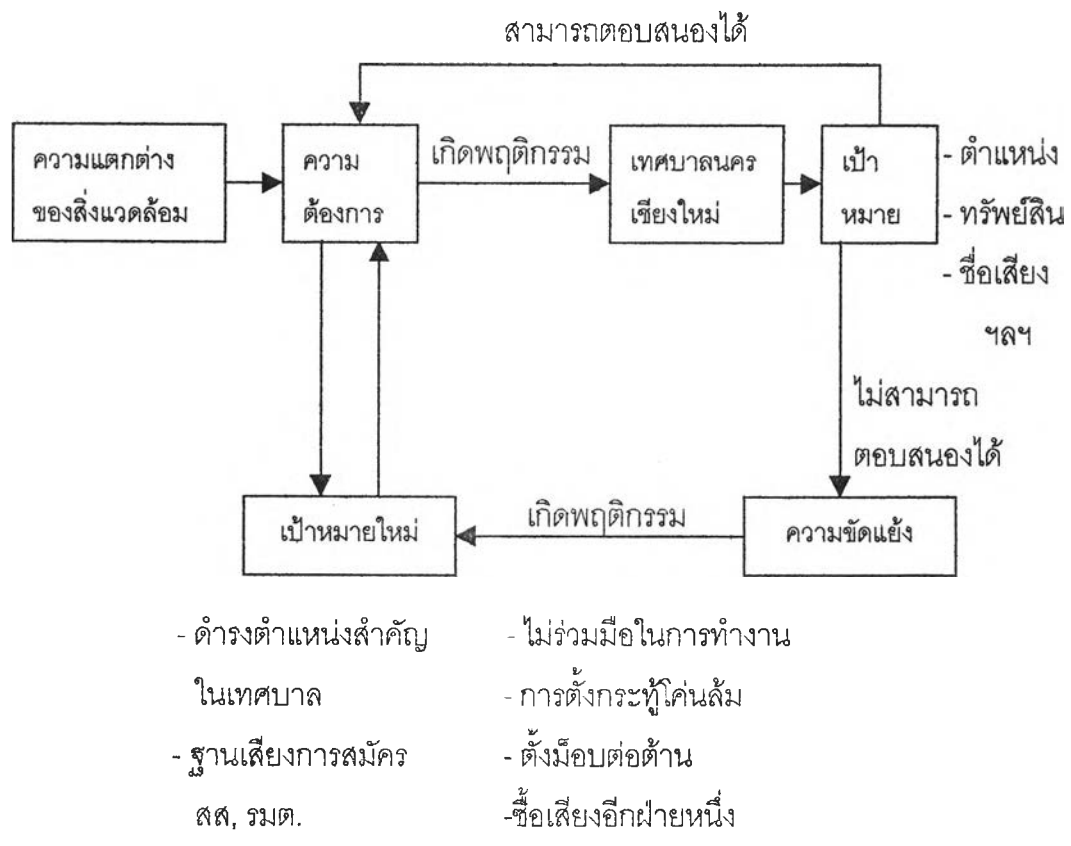 สามารถตอบสนองได้
ความแตกต่าง
ของสิ่งแวดล้อม
ความ
ต้องการ
เกิดพฤติกรรม
เทศบาลนคร
เชียงใหม่
เป้า
หมาย
- ตำแหน่ง
- ทรัพย์สิน
- ชื่อเสียง
ฯลฯ
ไม่สามารถ
ตอบสนองได้
เป้าหมายใหม่
เกิดพฤติกรรม
ความขัดแย้ง
- ดำรงตำแหน่งสำคัญ
ในเทศบาล
- ฐานเสียงการสมัคร
สส, รมต.
- ไม่ร่วมมือในการทำงาน
- การตั้งกระทู้โค่นล้ม
- ตั้งม็อบต่อต้าน
-ซื้อเสียงอีกฝ่ายหนึ่ง